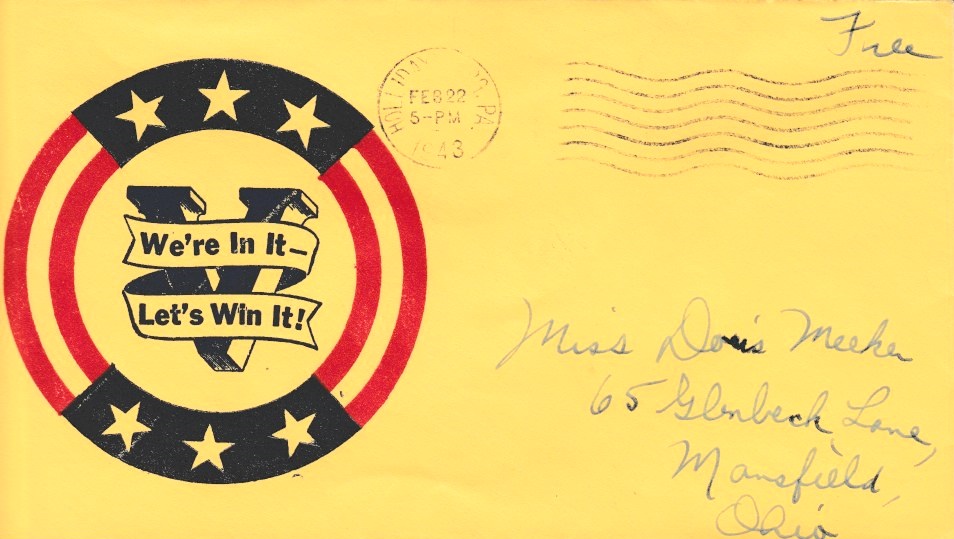 Free
FEB 22
5-PM
1943
PA
We're In It—
Let's Win It!
Miss Doris Meeker
65 Glenbeck Lane,
Mansfield,
Ohio